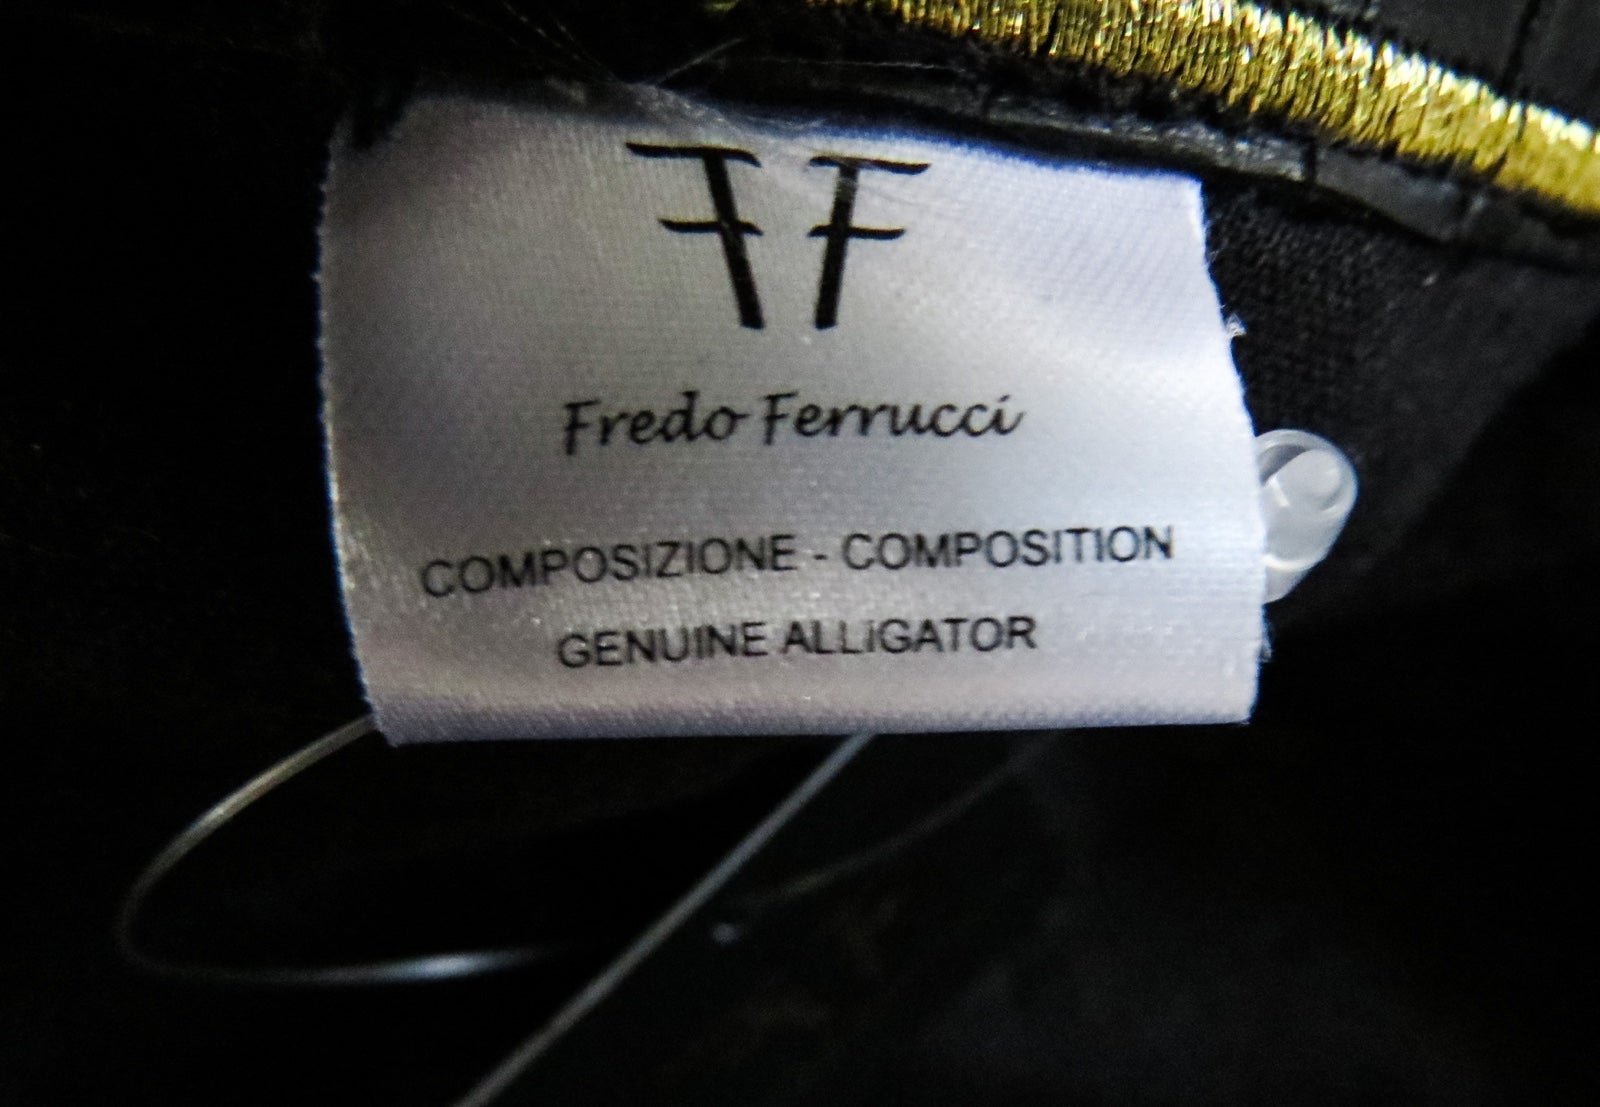 FF
Fredo Ferrucci
COMPOSIZIONE - COMPOSITION
GENUINE ALLiGATOR